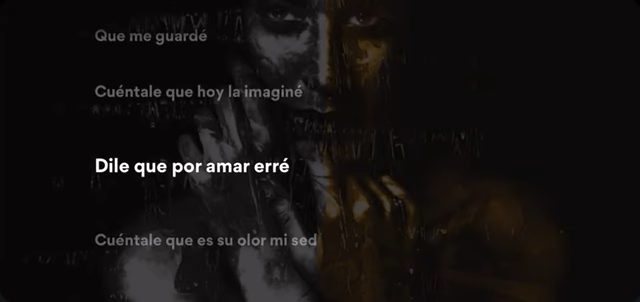 Que me guardé
Cuéntale que hoy la imaginé
Dile que por amar erré
Cuéntale que es su olor mi sed